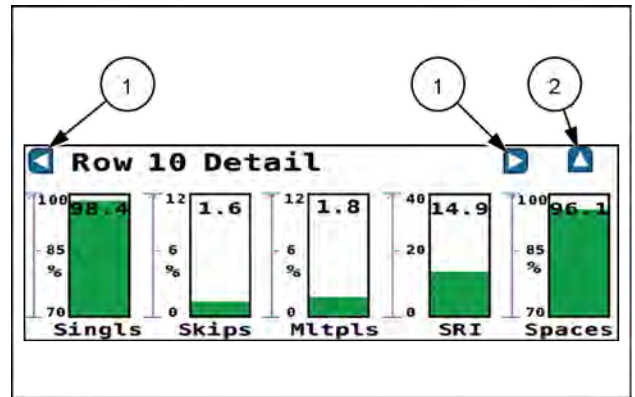 1 1 2
Row 10 Detail
100 98.4 12 1.6 12 1.8 40 14.9 100 96.1
85 6 6 20 85
% % % %
70 0 0 0 70
Singls Skips Mltpls SRI Spaces